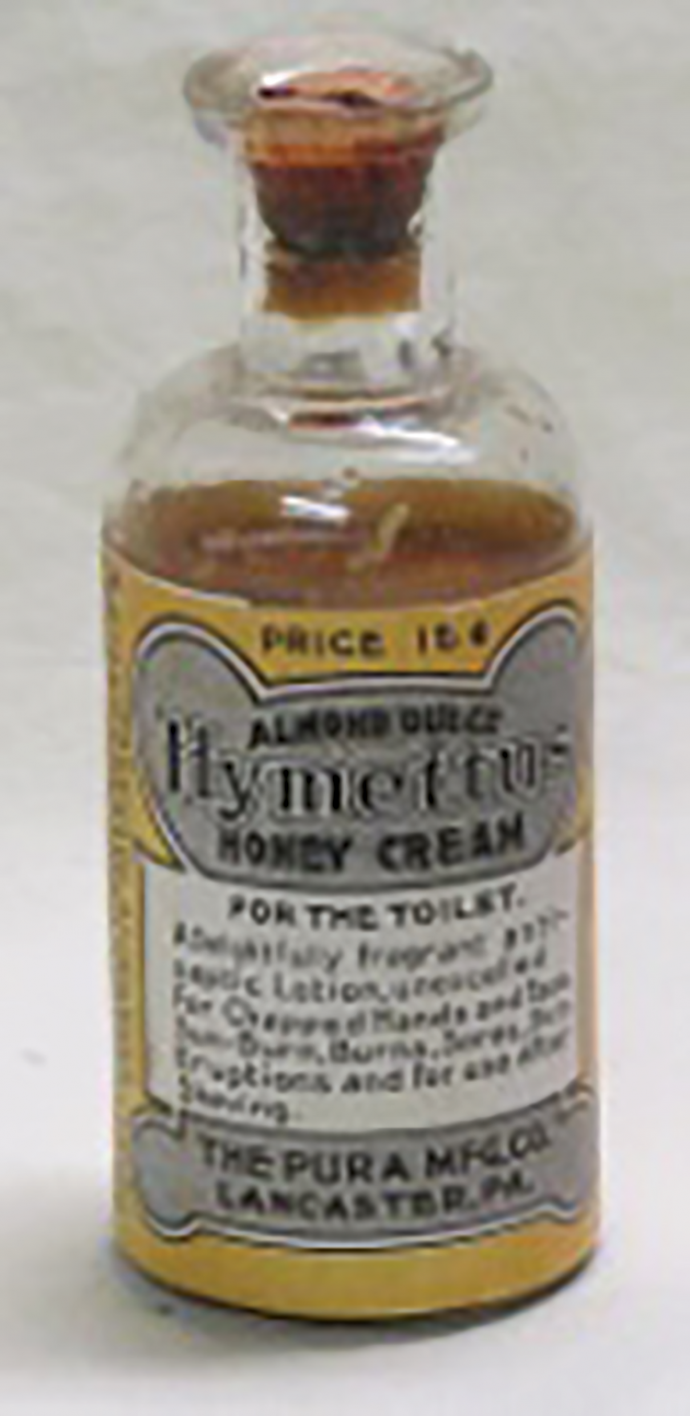 PRICE 15¢
ALMOND DULCE
Hymettus
HONEY CREAM
FOR THE TOILET.
A Delightfully fragrant Anti-
septic Lotion, unexcelled
for Chapped Hands and Face
Sun-Burn, Burns, Sores, Skin
Eruptions and for use After
Shaving.
THE PURA MFG. CO.
LANCASTER, PA.